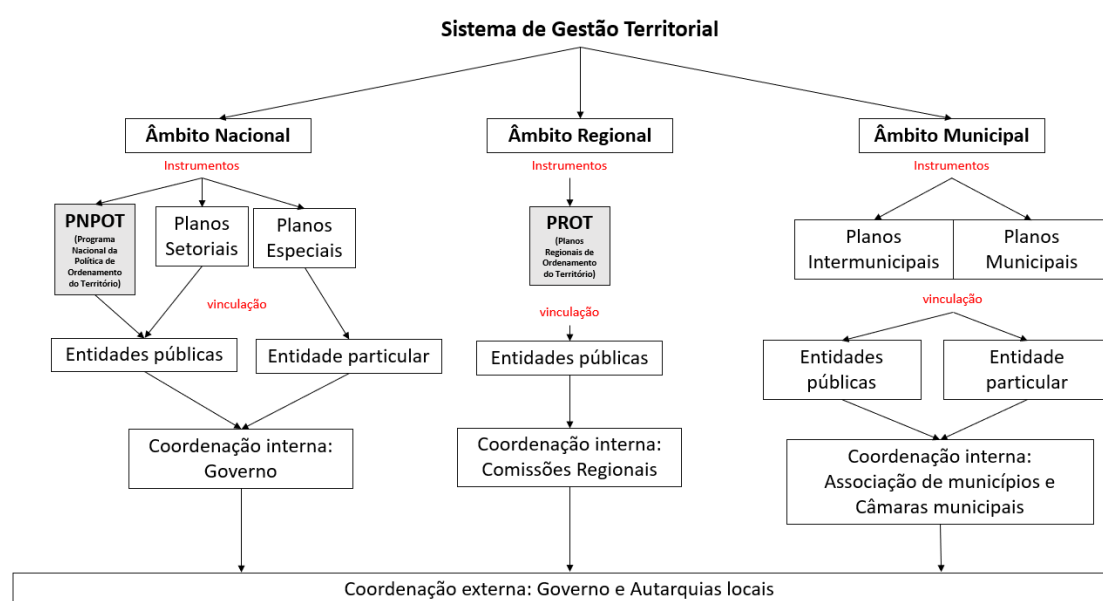 Sistema de Gestão Territorial
Âmbito Nacional
Âmbito Regional
Âmbito Municipal
Instrumentos
Instrumentos
Instrumentos
PNPOT
(Programa
Nacional da
Política de
Ordenamento
do Território)
Planos
Setoriais
Planos
Especiais
PROT
(Planos
Regionais de
Ordenamento
do Território)
Planos
Intermunicipais
Planos
Municipais
vinculação
vinculação
vinculação
Entidades públicas
Entidade particular
Entidades públicas
Entidades
públicas
Entidade
particular
Coordenação interna:
Governo
Coordenação interna:
Comissões Regionais
Coordenação interna:
Associação de municípios e
Câmaras municipais
Coordenação externa: Governo e Autarquias locais